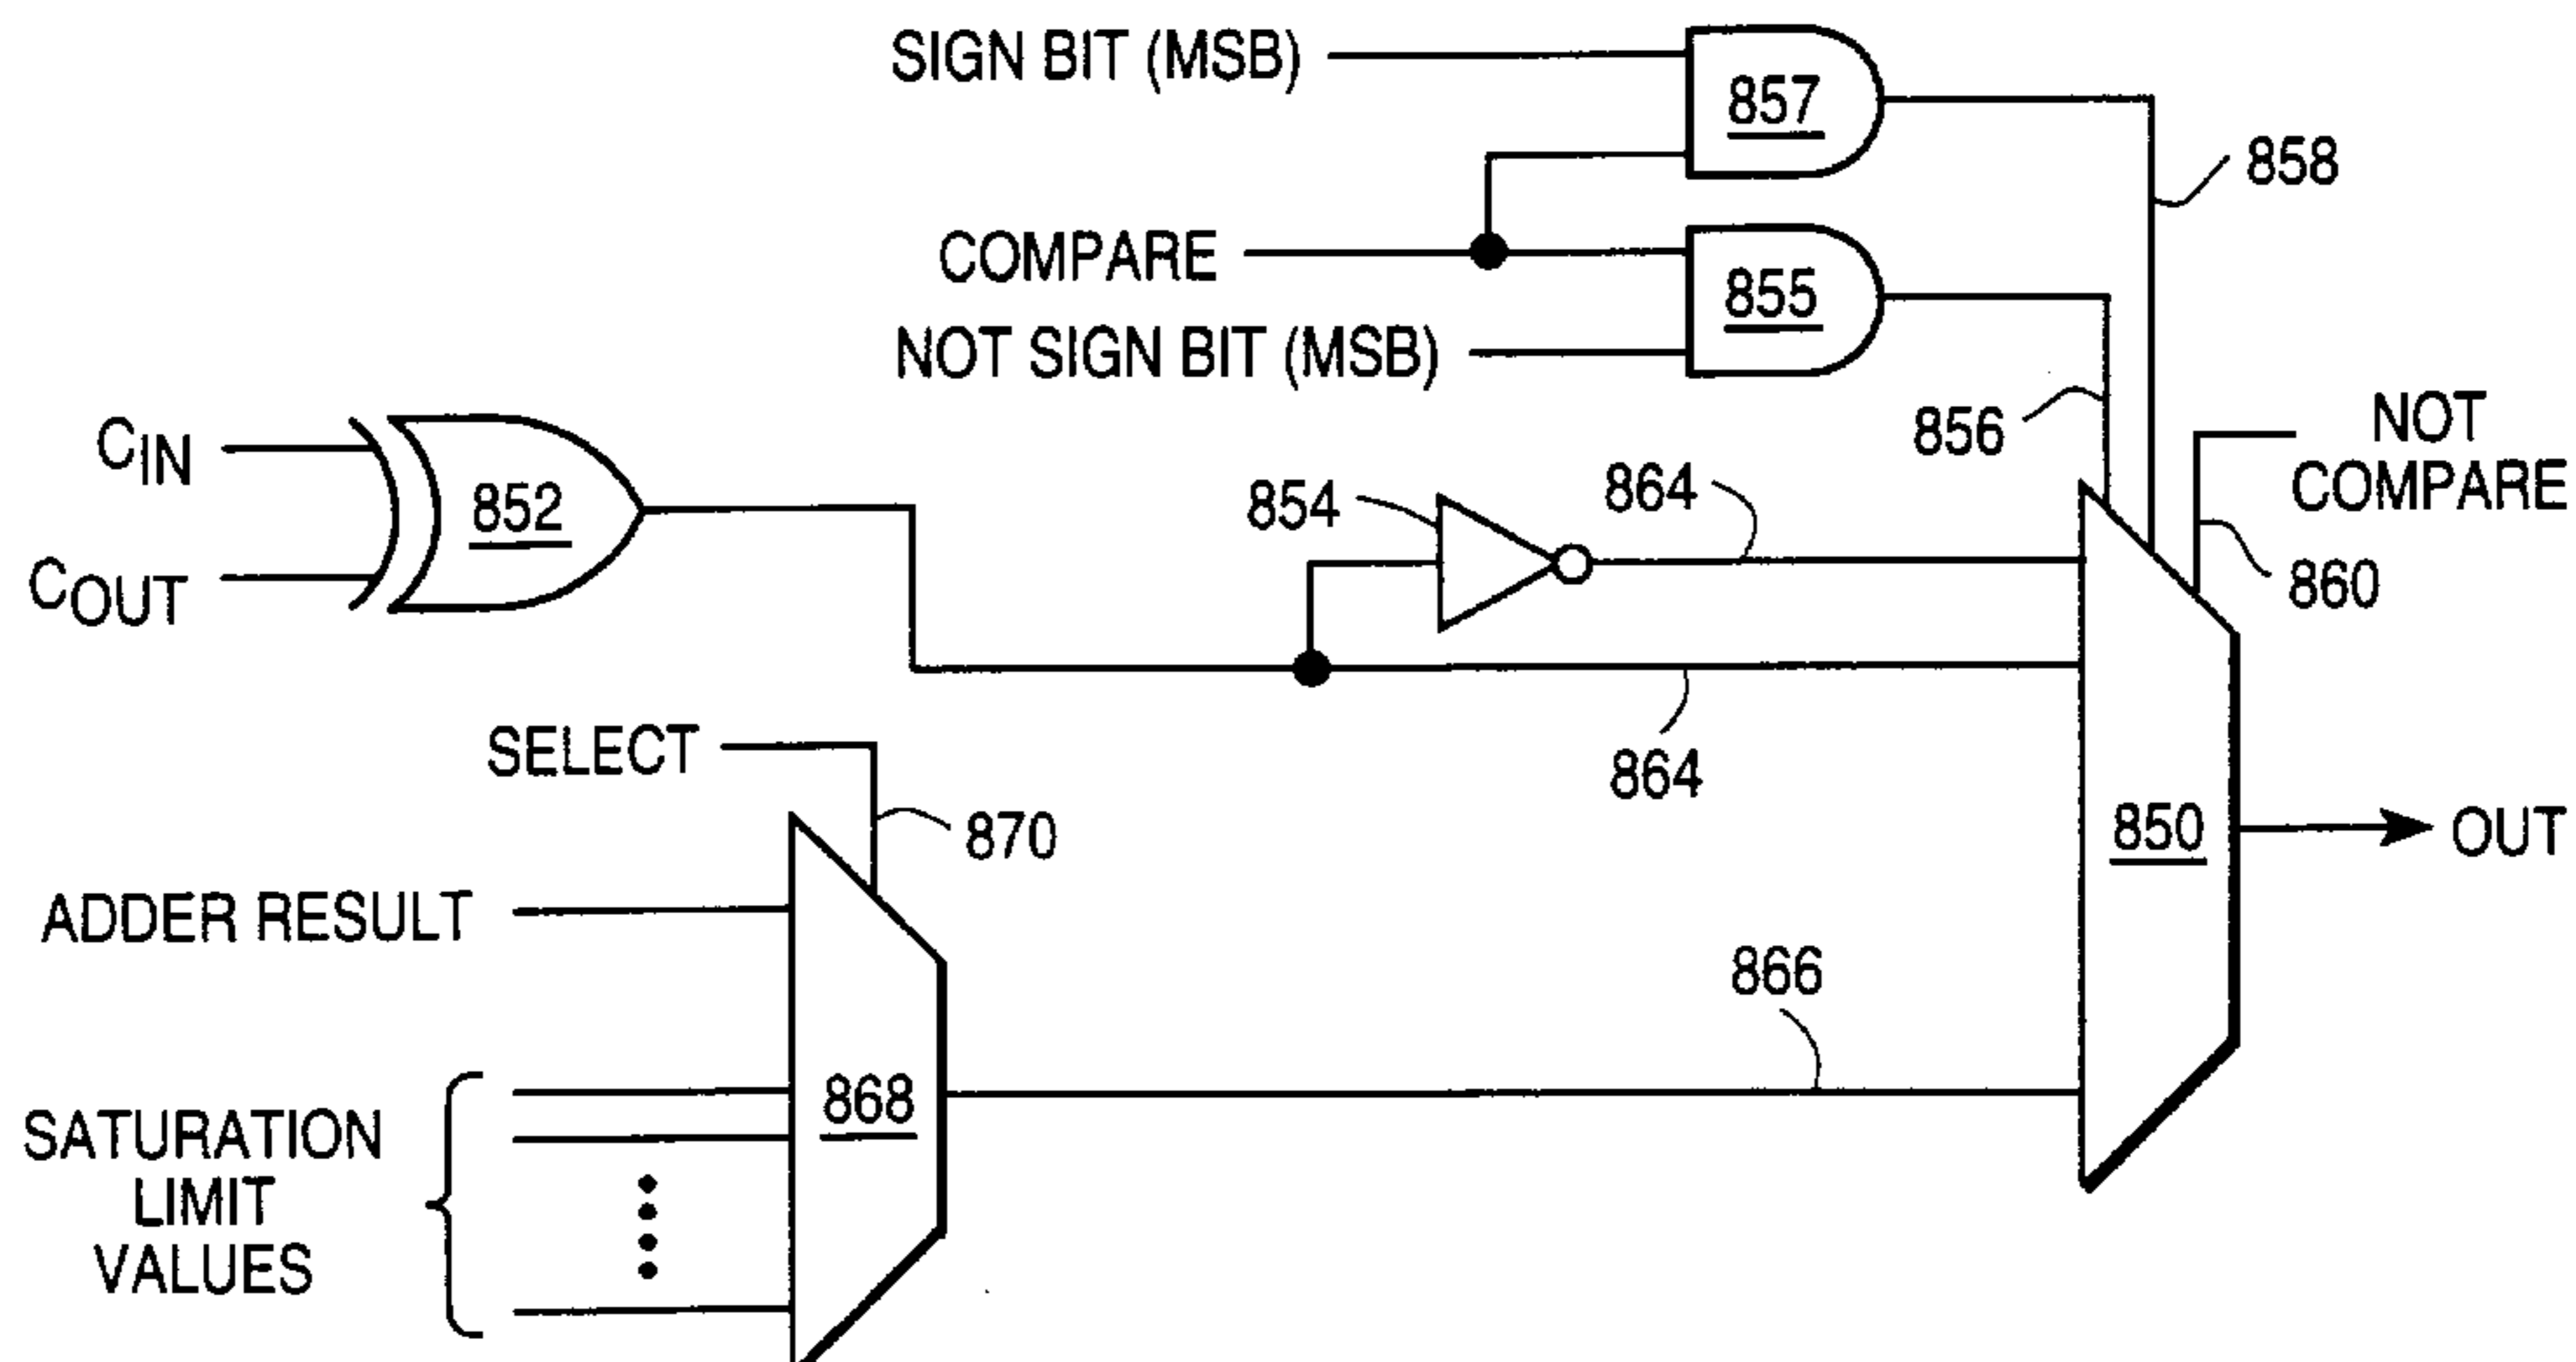 SIGN BIT (MSB)
857
858
COMPARE
855
NOT SIGN BIT (MSB)
856
NOT
COMPARE
CIN
852
COUT
854
864
860
864
SELECT
870
850
OUT
ADDER RESULT
866
868
SATURATION
LIMIT
VALUES